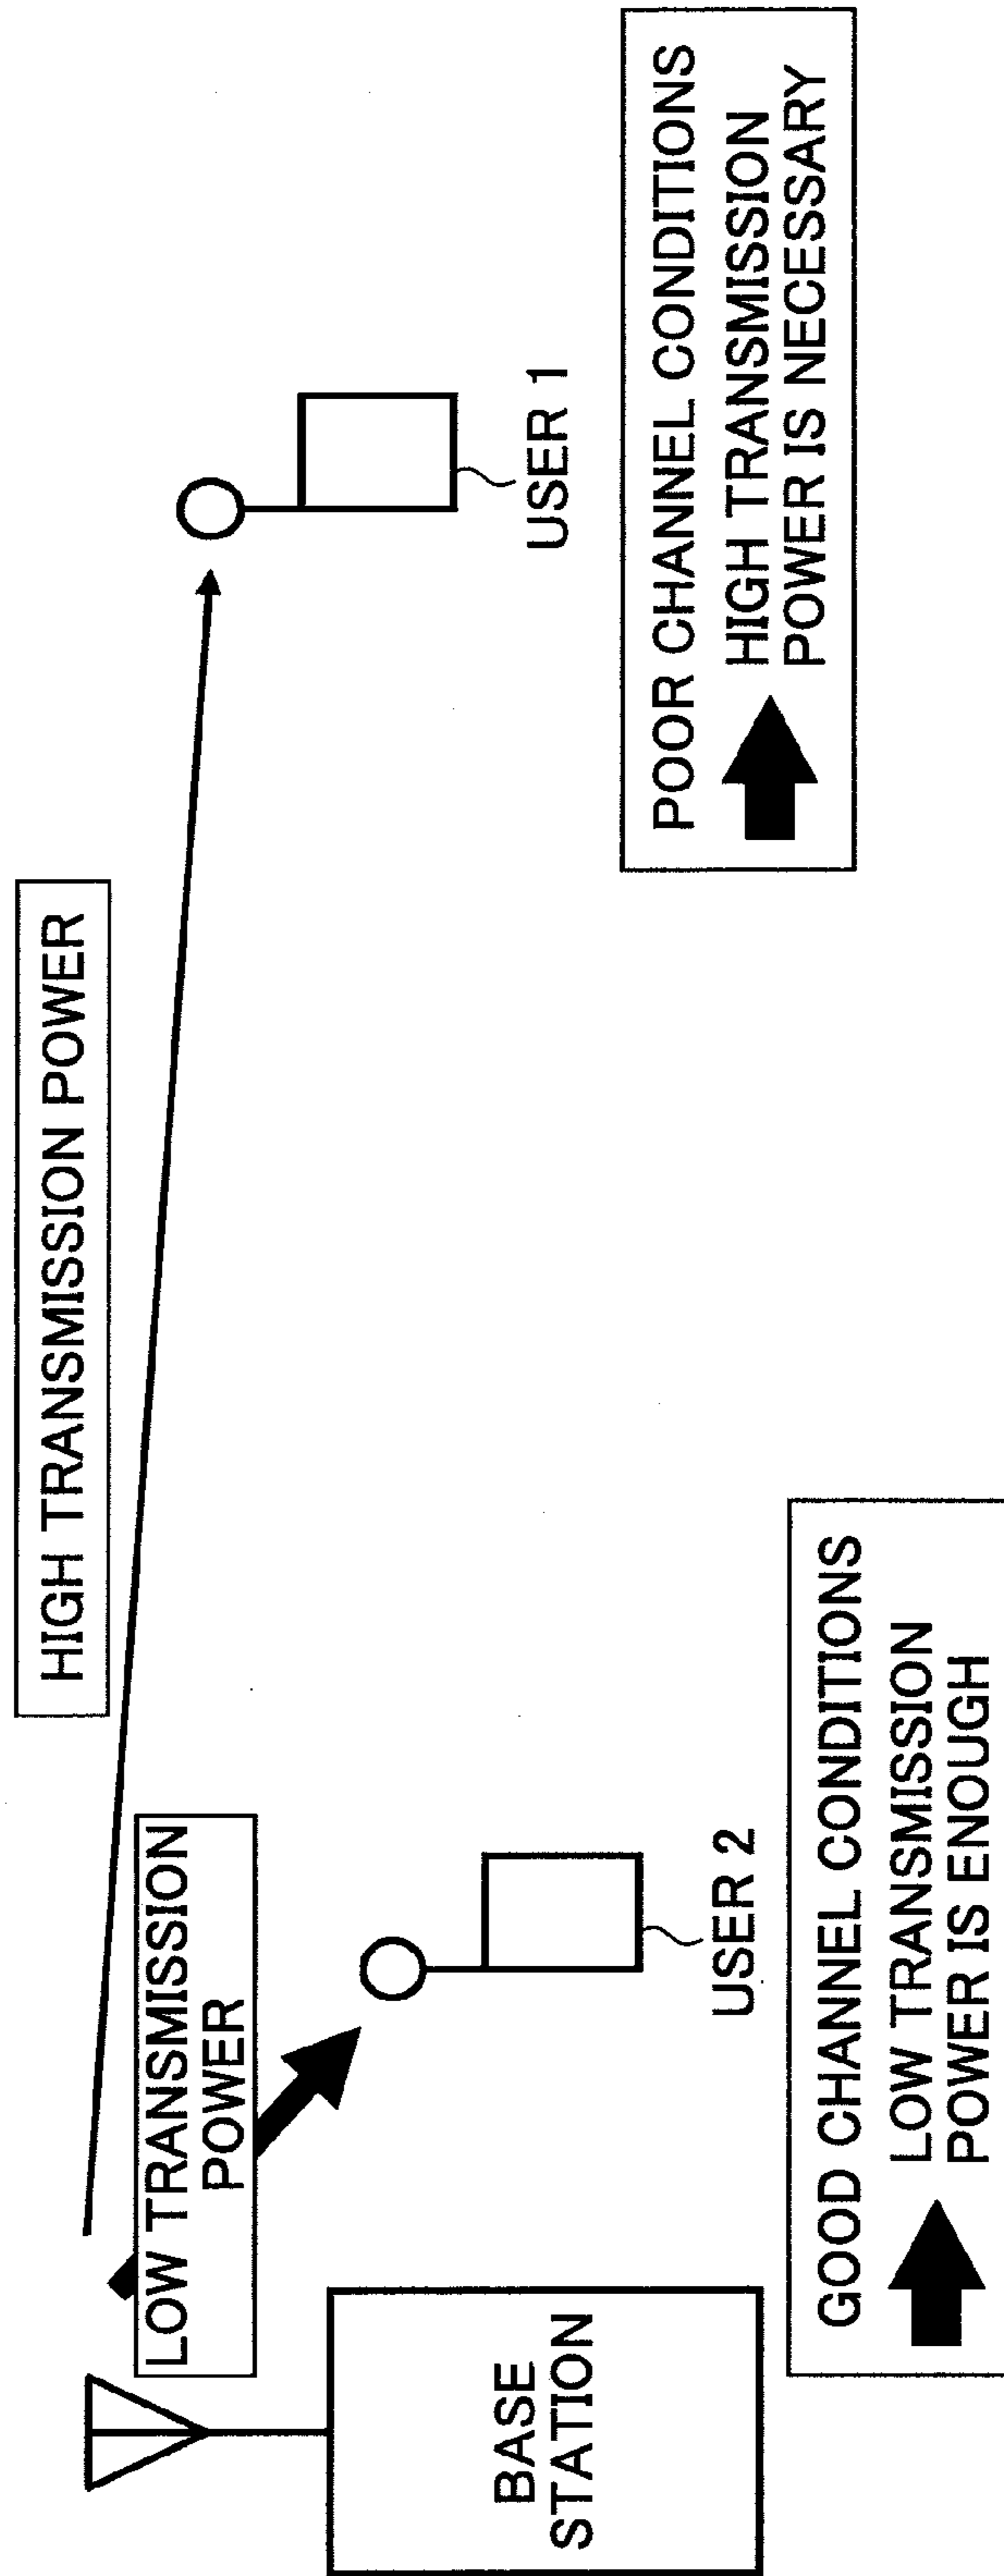 HIGH TRANSMISSION POWER
LOW TRANSMISSION
POWER
BASE
STATION
USER 2
USER 1
GOOD CHANNEL CONDITIONS
LOW TRANSMISSION
POWER IS ENOUGH
POOR CHANNEL CONDITIONS
HIGH TRANSMISSION
POWER IS NECESSARY